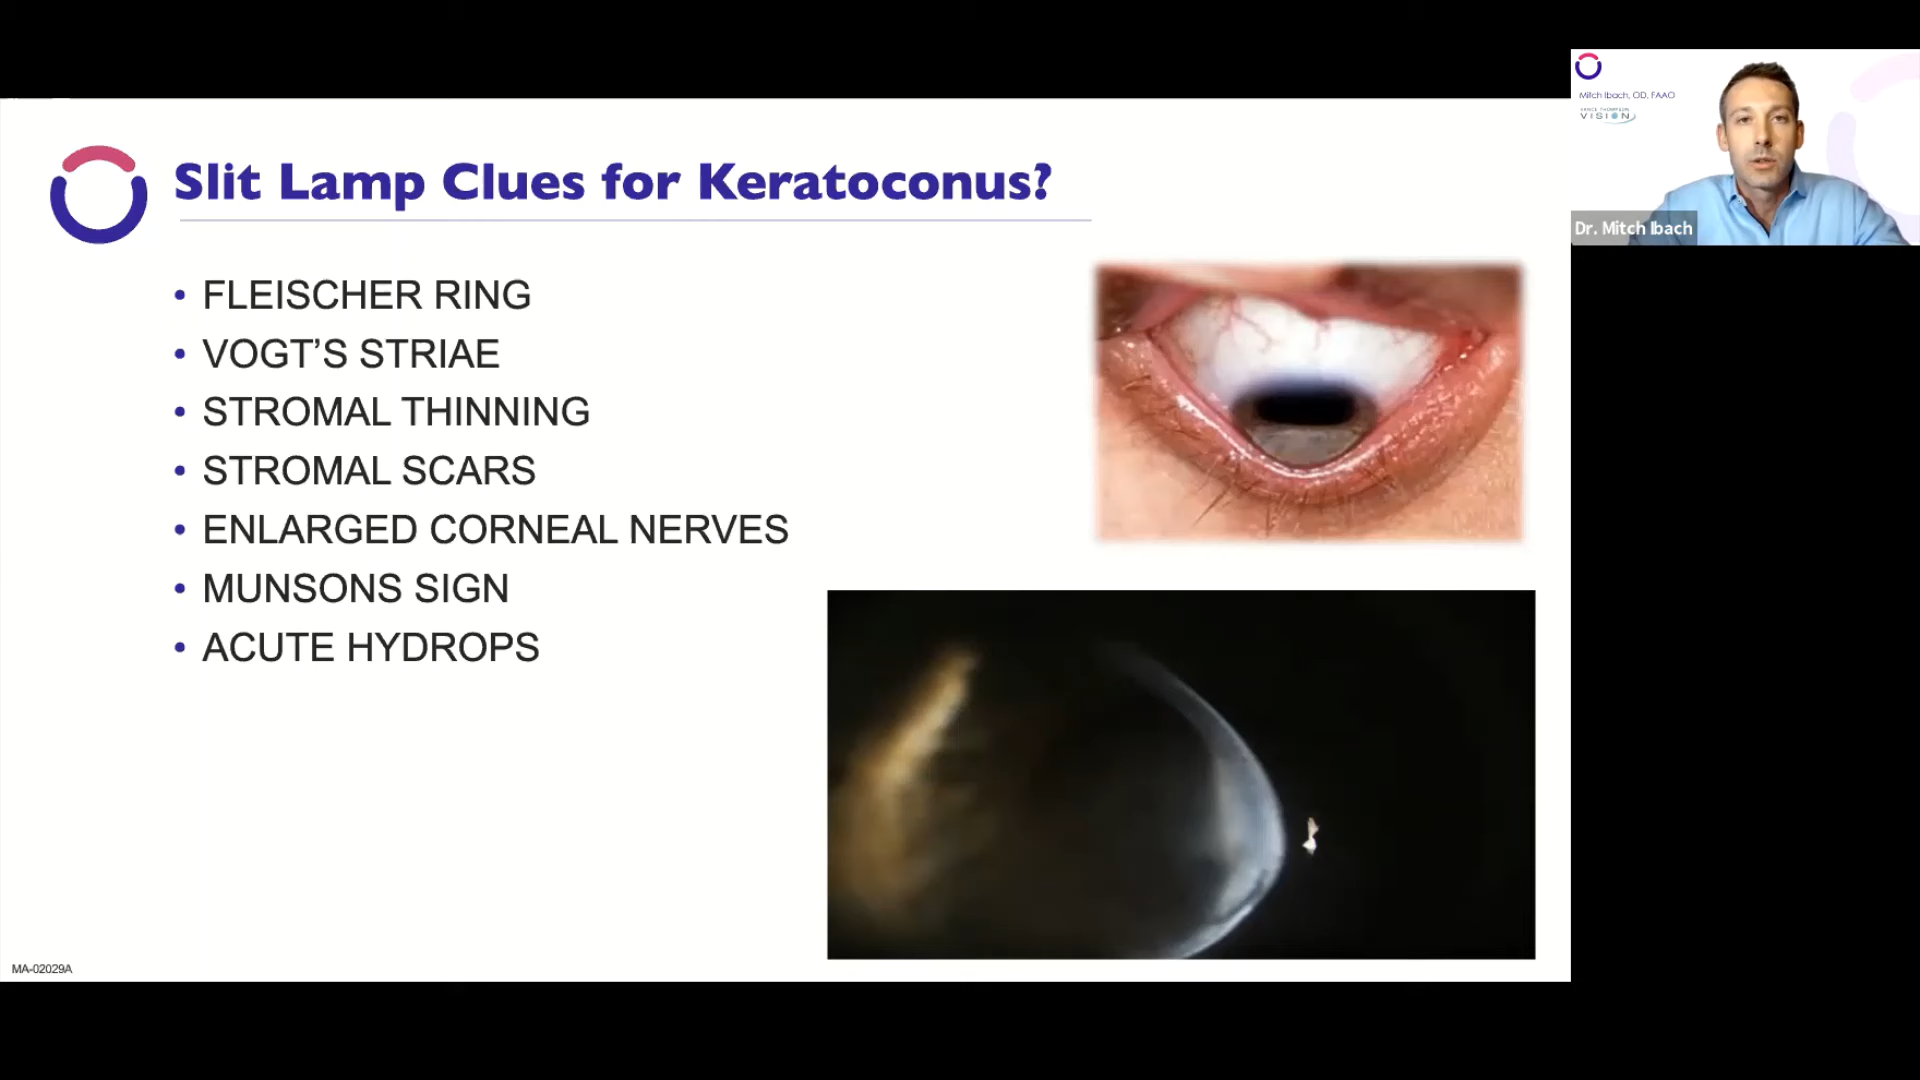 Slit Lamp Clues for Keratoconus?
• FLEISCHER RING
• VOGT’S STRIAE
• STROMAL THINNING
• STROMAL SCARS
• ENLARGED CORNEAL NERVES
• MUNSONS SIGN
• ACUTE HYDROPS
MA-02029A
Mitch Ibach, OD, FAAO
VANCE THOMPSON
VISION
Dr. Mitch Ibach